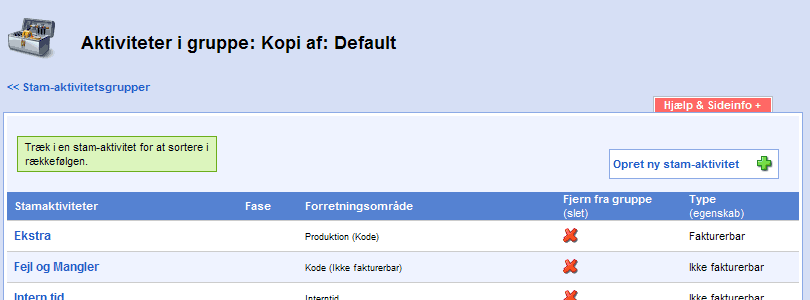 Aktiviteter i gruppe: Kopi af: Default
<< Stam-aktivitetsgrupper
Hjælp & Sideinfo +
Træk i en stam-aktivitet for at sortere i
rækkefølgen.
Opret ny stam-aktivitet
Stamaktiviteter Fase Forretningsområde Fjern fra gruppe (slet) Type (egenskab)
Ekstra Produktion (Kode) Fakturerbar
Fejl og Mangler Kode (Ikke fakturerbar) Ikke fakturerbar
Intern tid Interntid Ikke fakturerbar